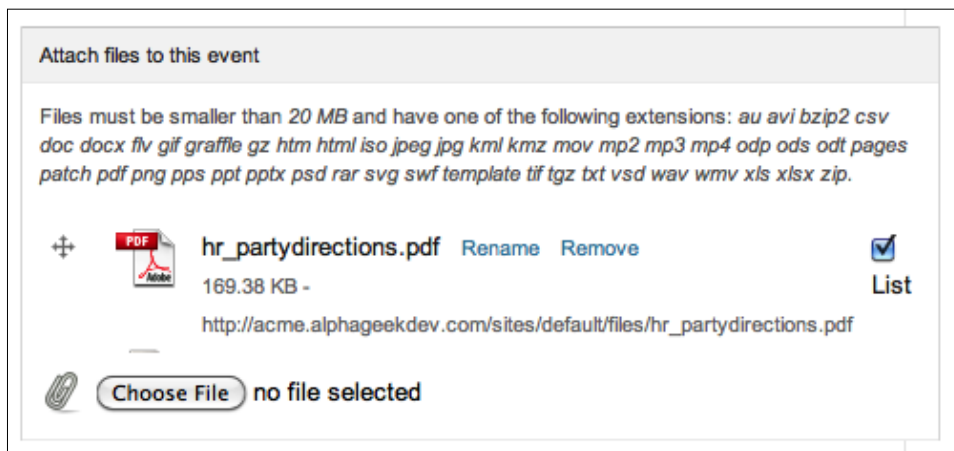 Attach files to this event
Files must be smaller than 20 MB and have one of the following extensions: au avi bzip2 csv
doc docx flv gif graffle gz htm html iso jpeg jpg kml kmz mov mp2 mp3 mp4 odp ods odt pages
patch pdf png pps ppt pptx psd rar svg swf template tif tgz txt vsd wav wmv xls xlsx zip.
PDF
Adobe
hr_partydirections.pdf Rename Remove
169.38 KB -
List
http://acme.alphageekdev.com/sites/default/files/hr_partydirections.pdf
Choose File no file selected